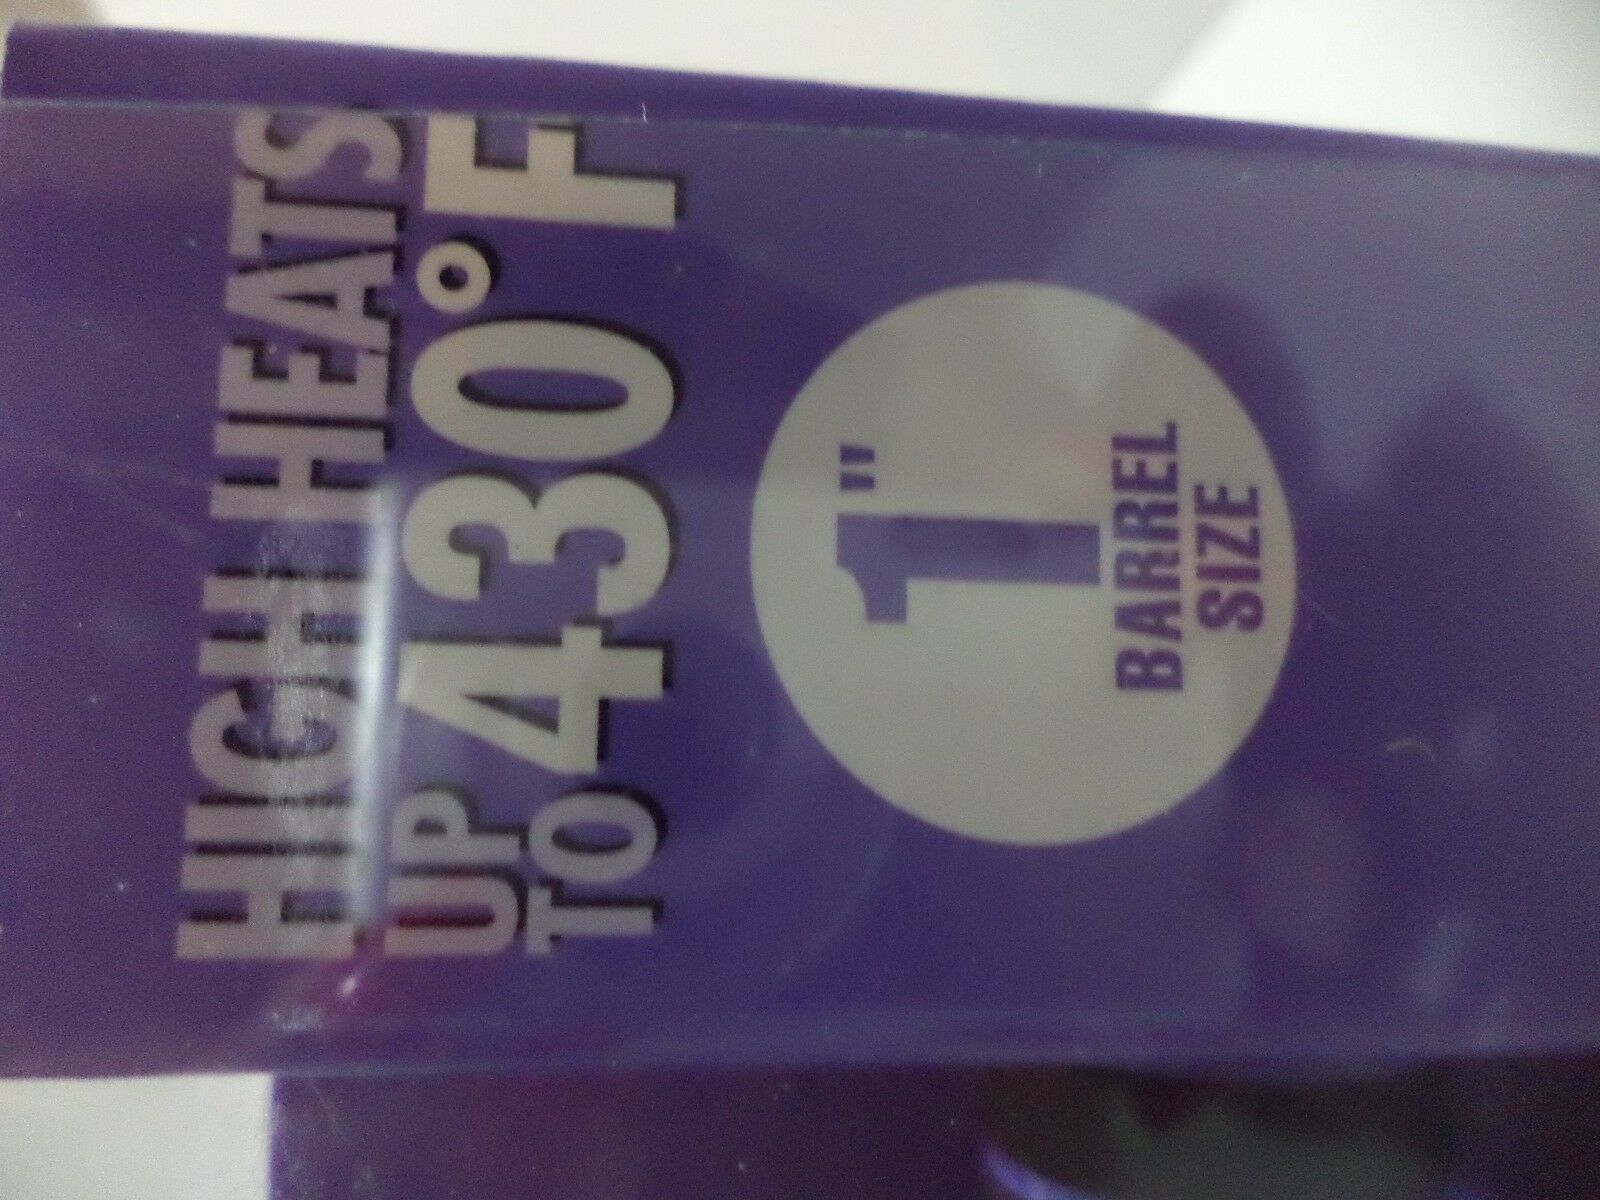 HIGH HEATS
UP TO 430°F
1"
BARREL
SIZE